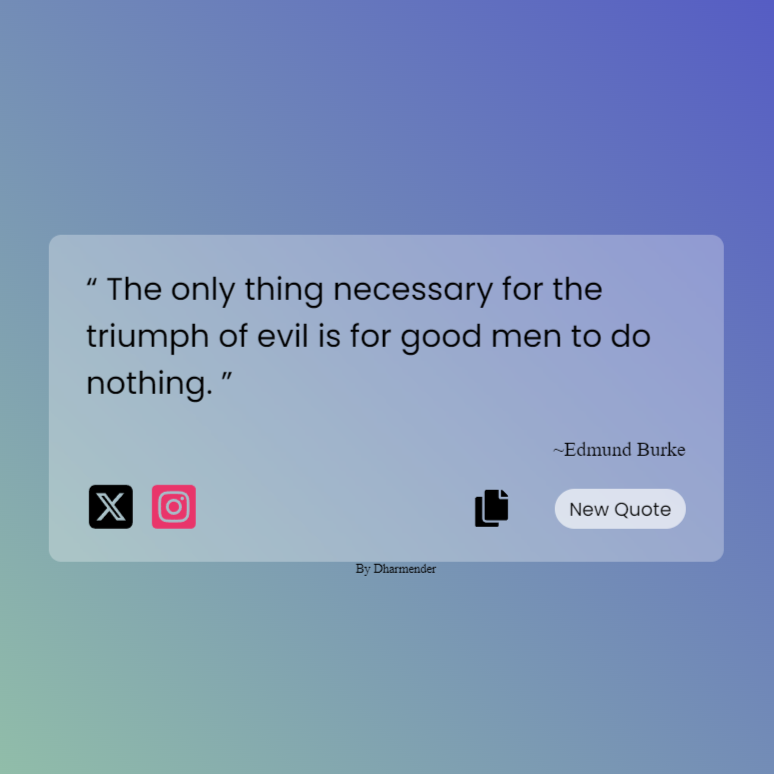 “ The only thing necessary for the
triumph of evil is for good men to do
nothing. ”
~Edmund Burke
New Quote
By Dharmender